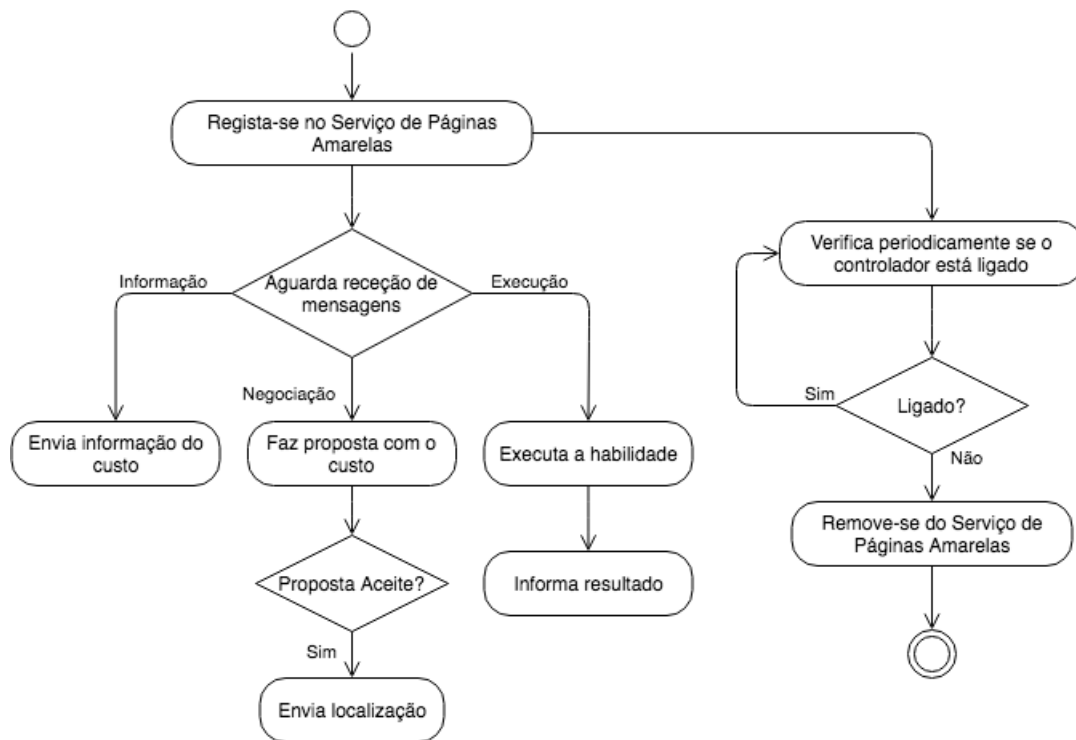 Regista-se no Serviço de Páginas
Amarelas
Informação
Aguarda receção de
mensagens
Execução
Negociação
Envia informação do
custo
Faz proposta com o
custo
Executa a habilidade
Proposta Aceite?
Informa resultado
Sim
Envia localização
Verifica periodicamente se o
controlador está ligado
Sim
Ligado?
Não
Remove-se do Serviço de
Páginas Amarelas